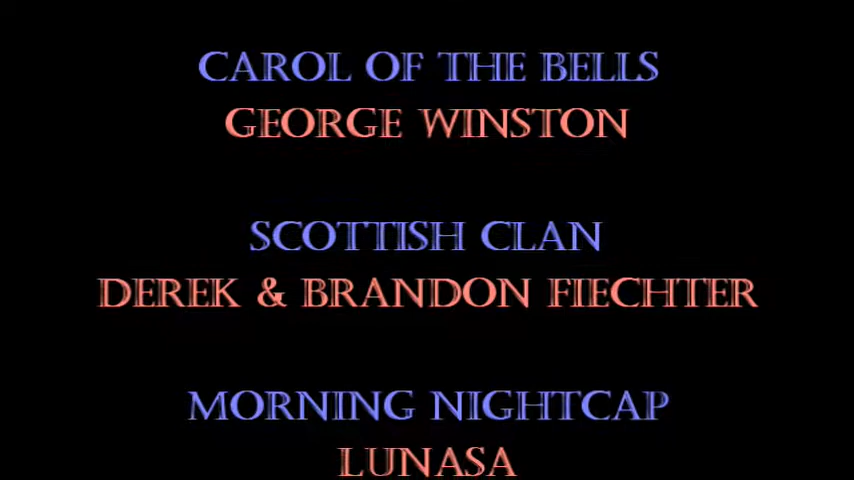 CAROL OF THE BELLS
GEORGE WINSTON
SCOTTISH CLAN
DEREK & BRANDON FIECHTER
MORNING NIGHTCAP
LUNASA